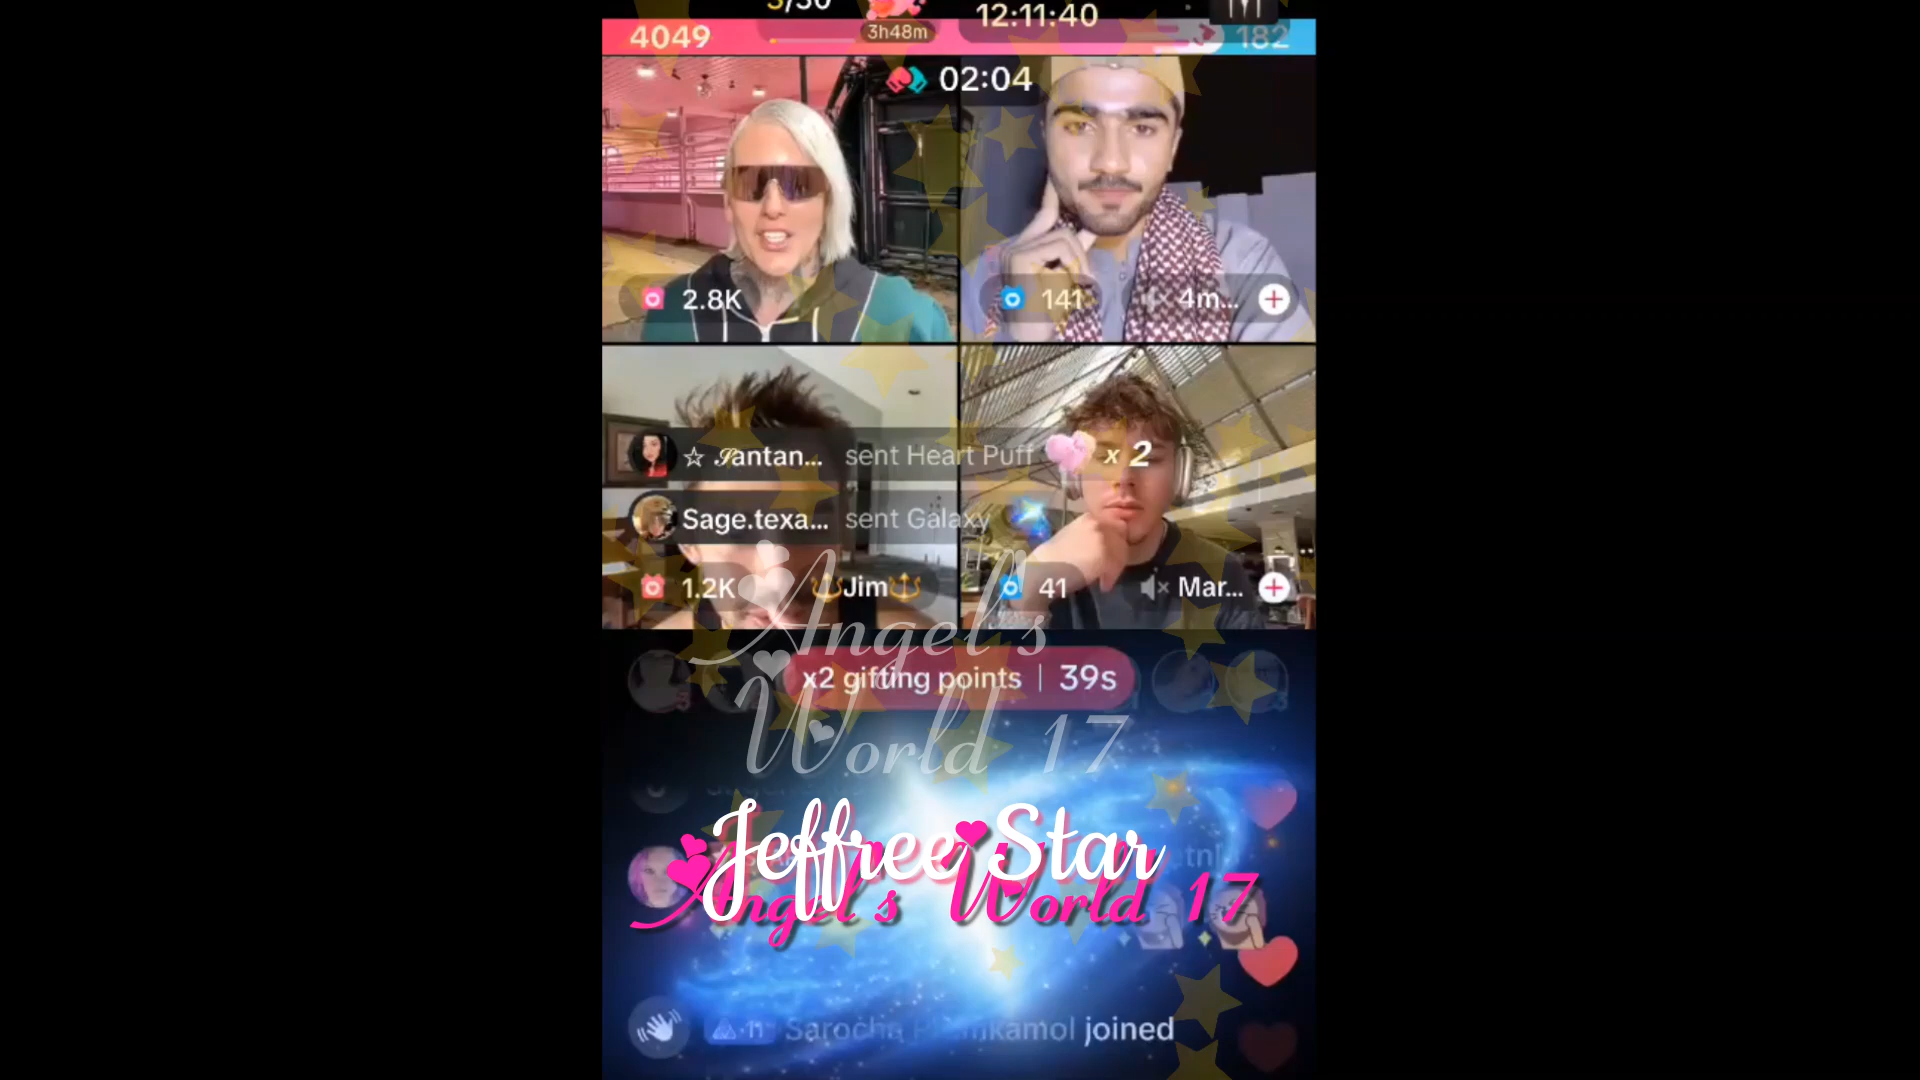 12:11:40
4049
3h48m
182
02:04
2.8K
141
4m...
☆ 𝒮antan... sent Heart Puff x 2
Sage.texa... sent Galaxy
1.2K
🔱Jim🔱
41
Mar...
Angel's
World 17
x2 gifting points | 39s
Jeffree Star
Angel's World 17
joined